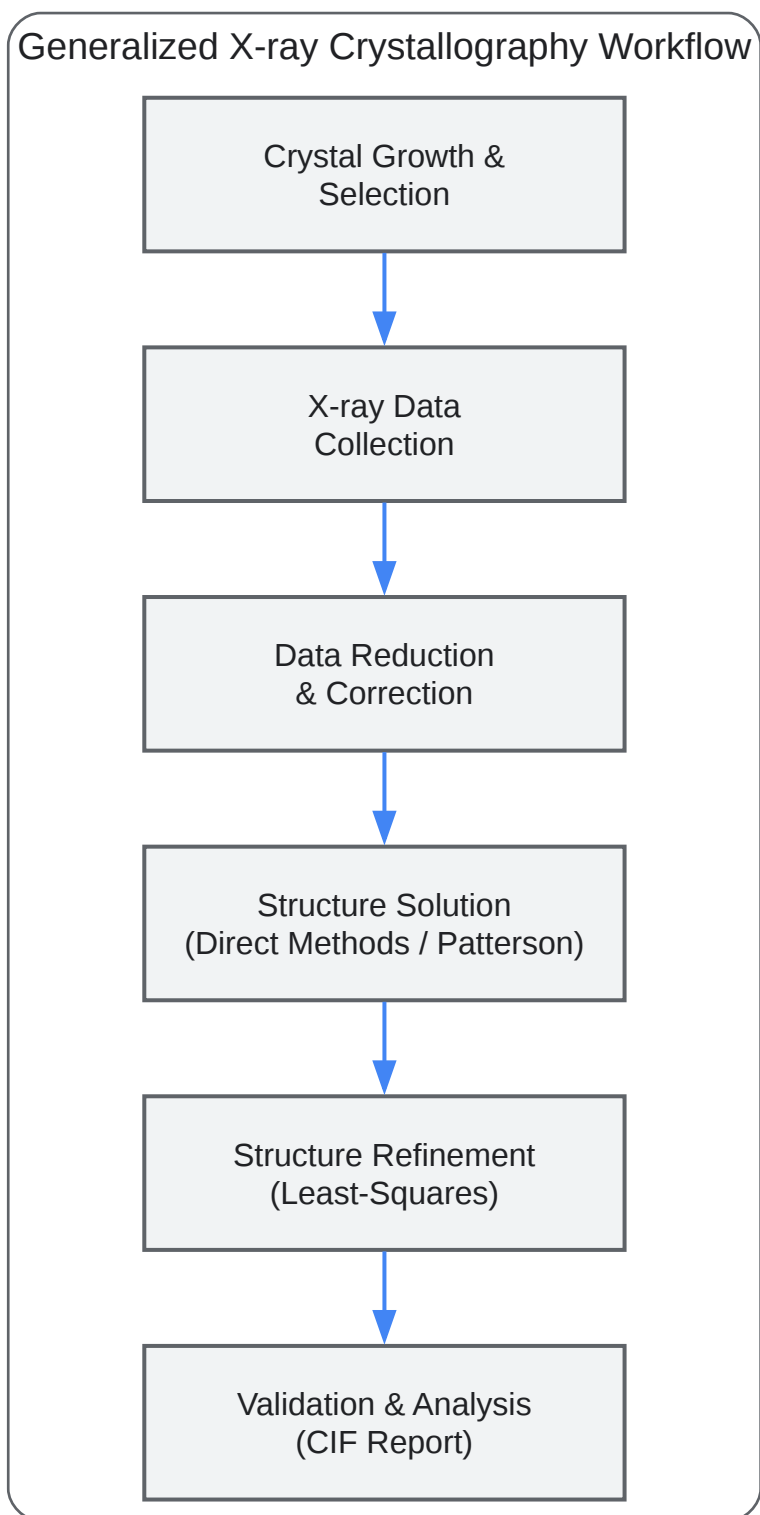 Generalized X-ray Crystallography Workflow
Crystal Growth &
Selection
X-ray Data
Collection
Data Reduction
& Correction
Structure Solution
(Direct Methods / Patterson)
Structure Refinement
(Least-Squares)
Validation & Analysis
(CIF Report)